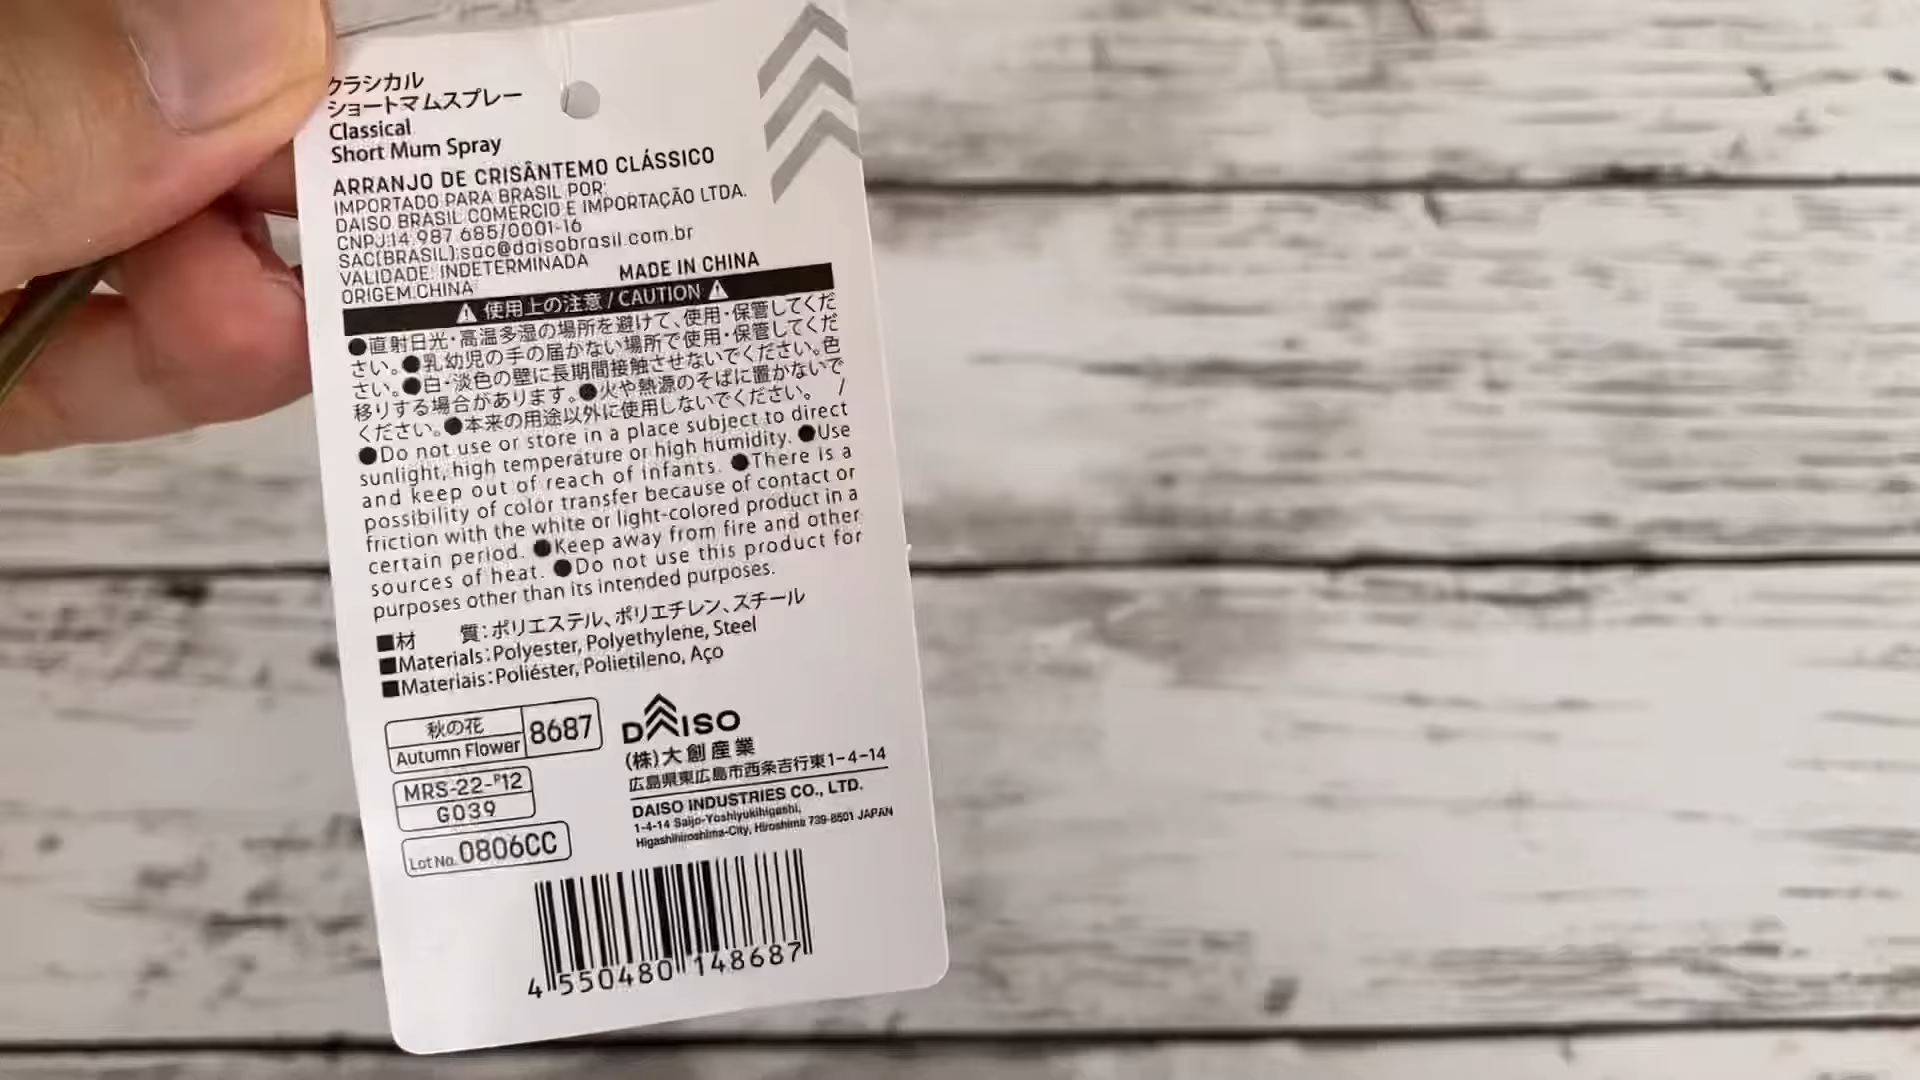 クラシカル
ショートマムスプレー
Classical
Short Mum Spray
ARRANJO DE CRISÂNTEMO CLÁSSICO
IMPORTADO PARA BRASIL POR:
DAISO BRASIL COMERCIO E IMPORTAÇÃO LTDA.
CNPJ:14.987.685/0001-16
SAC(BRASIL):sac@daisobrasil.com.br
VALIDADE: INDETERMINADA
ORIGEM:CHINA
MADE IN CHINA
使用上の注意 / CAUTION
●直射日光・高温多湿の場所を避けて、使用・保管してくだ
さい。●乳幼児の手の届かない場所で使用・保管してくだ
さい。●白・淡色の壁に長期間接触させないでください。色
移りする場合があります。●火や熱源のそばに置かないで
ください。●本来の用途以外に使用しないでください。 /
●Do not use or store in a place subject to direct
sunlight, high temperature or high humidity. ●Use
and keep out of reach of infants. ●There is a
possibility of color transfer because of contact or
friction with the white or light-colored product in a
certain period. ●Keep away from fire and other
sources of heat. ●Do not use this product for
purposes other than its intended purposes.
■材　質：ポリエステル、ポリエチレン、スチール
■Materials：Polyester, Polyethylene, Steel
■Materiais：Poliéster, Polietileno, Aço
秋の花
Autumn Flower
8687
MRS-22-P12
G039
Lot No. 0806CC
DAISO
(株)大創産業
広島県東広島市西条吉行東1-4-14
DAISO INDUSTRIES CO., LTD.
1-4-14 Saijo-Yoshiyukihigashi,
Higashihiroshima-City, Hiroshima 739-8501 JAPAN
4 550480 148687